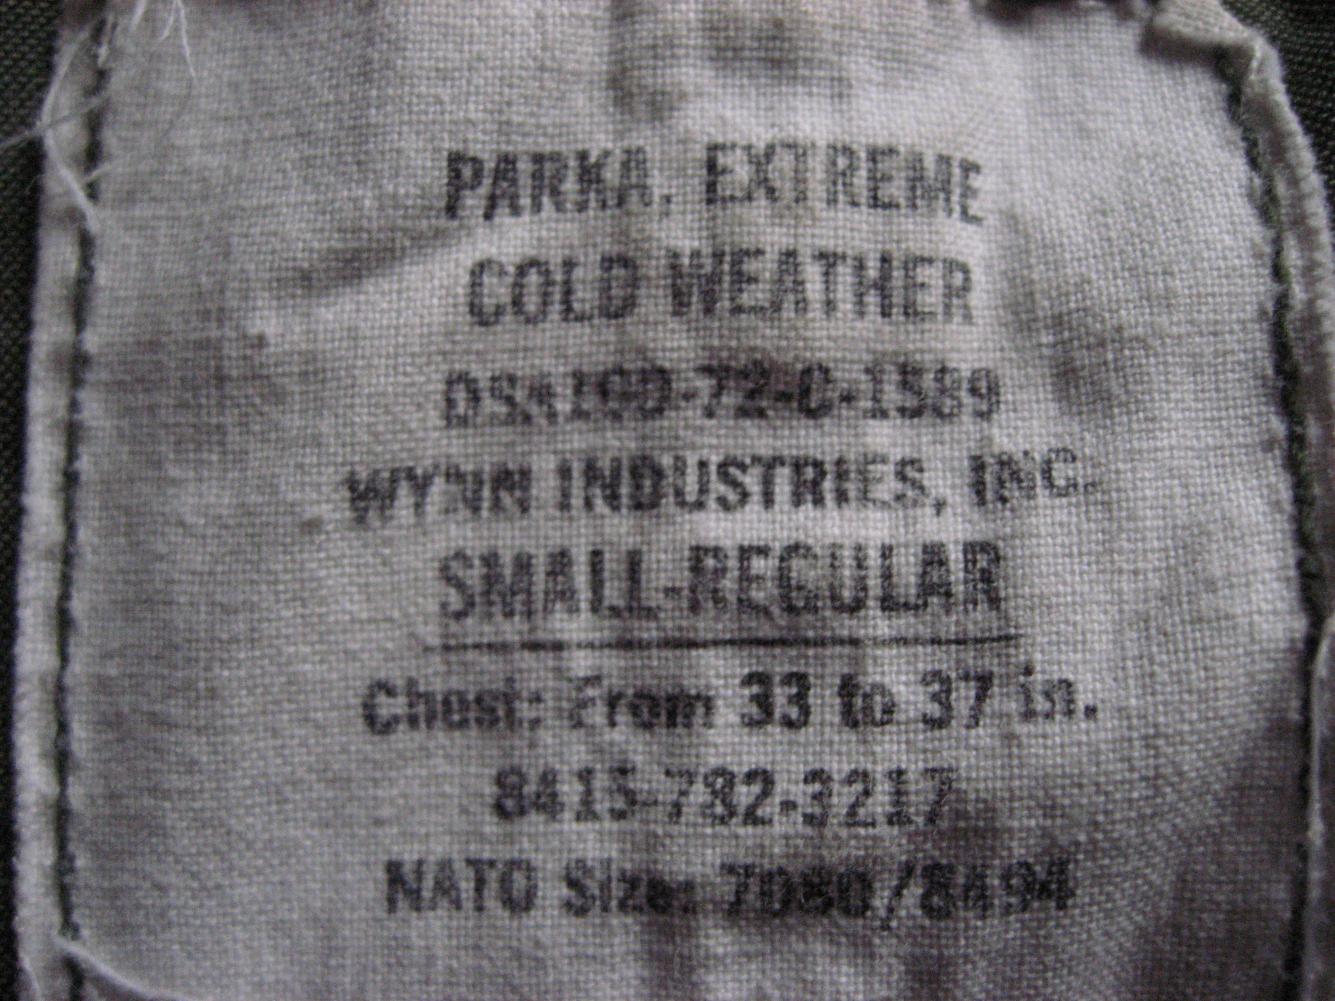 PARKA, EXTREME
COLD WEATHER
DSA100-72-C-1589
WYNN INDUSTRIES, INC.
SMALL-REGULAR
Chest: From 33 to 37 in.
8415-782-3217
NATO Size: 7080/8494